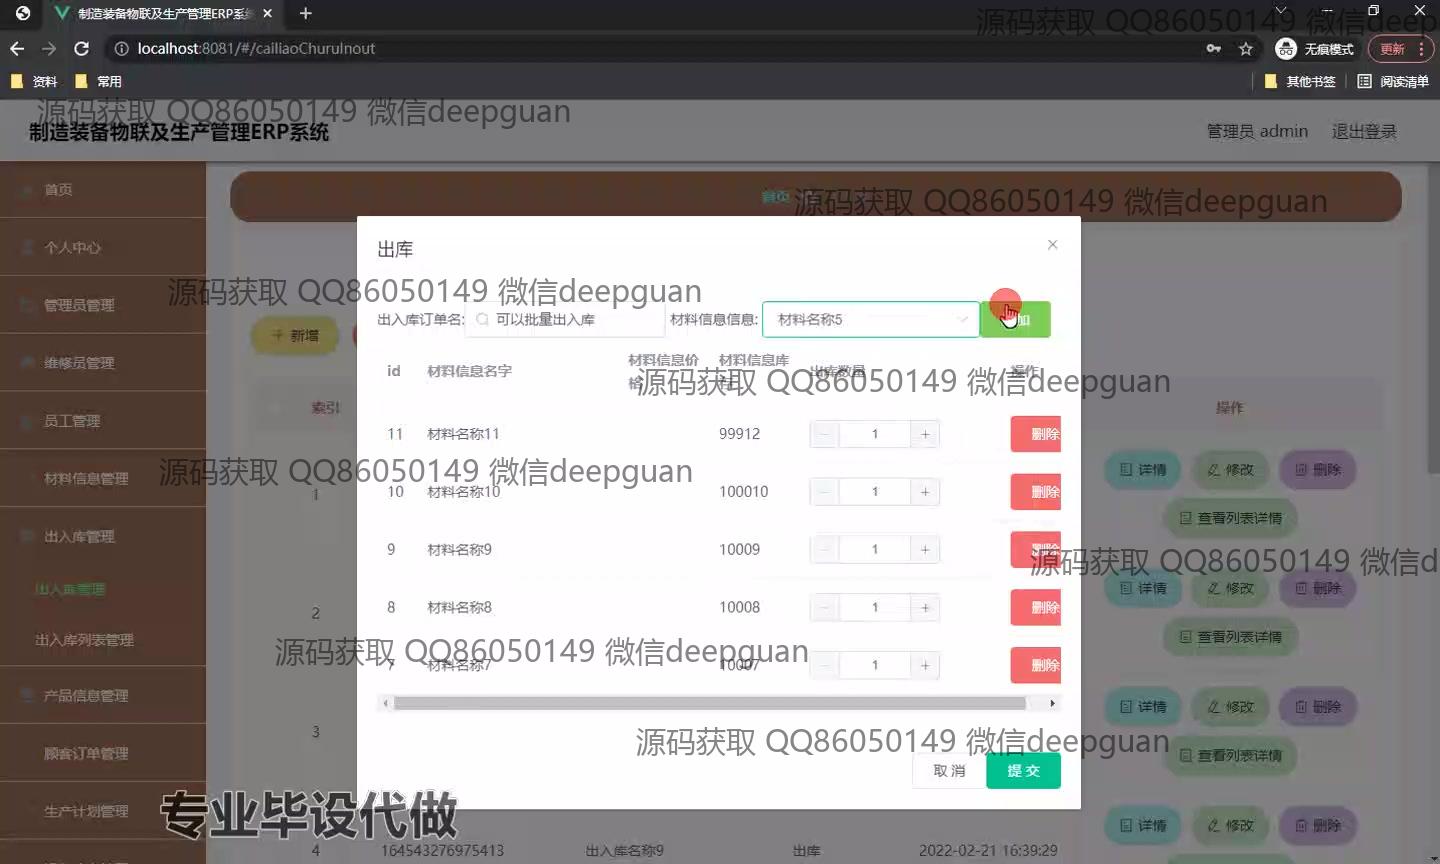 制造装备物联及生产管理ERP系统
localhost:8081/#/cailiaoChuruInout
无痕模式
更新
资料
常用
其他书签
阅读清单
源码获取 QQ86050149 微信deep
源码获取 QQ86050149 微信deepguan
制造装备物联及生产管理ERP系统
管理员 admin
退出登录
首页
个人中心
管理员管理
维修员管理
员工管理
材料信息管理
出入库管理
出入库管理
出入库列表管理
产品信息管理
顾客订单管理
生产计划管理
首页
源码获取 QQ86050149 微信deepguan
出库
源码获取 QQ86050149 微信deepguan
出入库订单名:
可以批量出入库
材料信息信息:
材料名称5
新增
id
材料信息名字
材料信息价格
材料信息库存
出库数量
操作
源码获取 QQ86050149 微信deepguan
索引
操作
11 材料名称11 99912 1 删除
源码获取 QQ86050149 微信deepguan
10 材料名称10 100010 1 删除
9 材料名称9 10009 1 删除
源码获取 QQ86050149 微信d
8 材料名称8 10008 1 删除
7 材料名称7 10007 1 删除
源码获取 QQ86050149 微信deepguan
源码获取 QQ86050149 微信deepguan
取消
提交
1
详情
修改
删除
查看列表详情
2
详情
修改
删除
查看列表详情
3
详情
修改
删除
查看列表详情
详情
修改
删除
4 164543276975413 出入库名称9 出库 2022-02-21 16:39:29
专业毕设代做